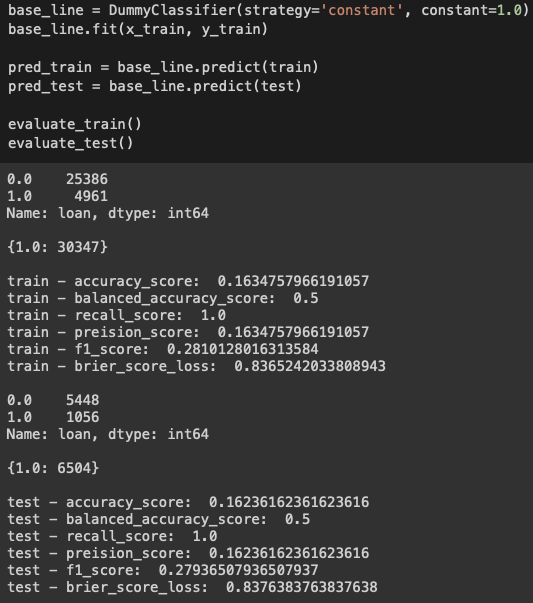 base_line = DummyClassifier(strategy='constant', constant=1.0)
base_line.fit(x_train, y_train)
pred_train = base_line.predict(train)
pred_test = base_line.predict(test)
evaluate_train()
evaluate_test()
0.0    25386
1.0     4961
Name: loan, dtype: int64
{1.0: 30347}
train – accuracy_score:  0.1634757966191057
train – balanced_accuracy_score:  0.5
train – recall_score:  1.0
train – preision_score:  0.1634757966191057
train – f1_score:  0.2810128016313584
train – brier_score_loss:  0.8365242033808943
0.0    5448
1.0    1056
Name: loan, dtype: int64
{1.0: 6504}
test – accuracy_score:  0.16236162361623616
test – balanced_accuracy_score:  0.5
test – recall_score:  1.0
test – preision_score:  0.16236162361623616
test – f1_score:  0.27936507936507937
test – brier_score_loss:  0.8376383763837638